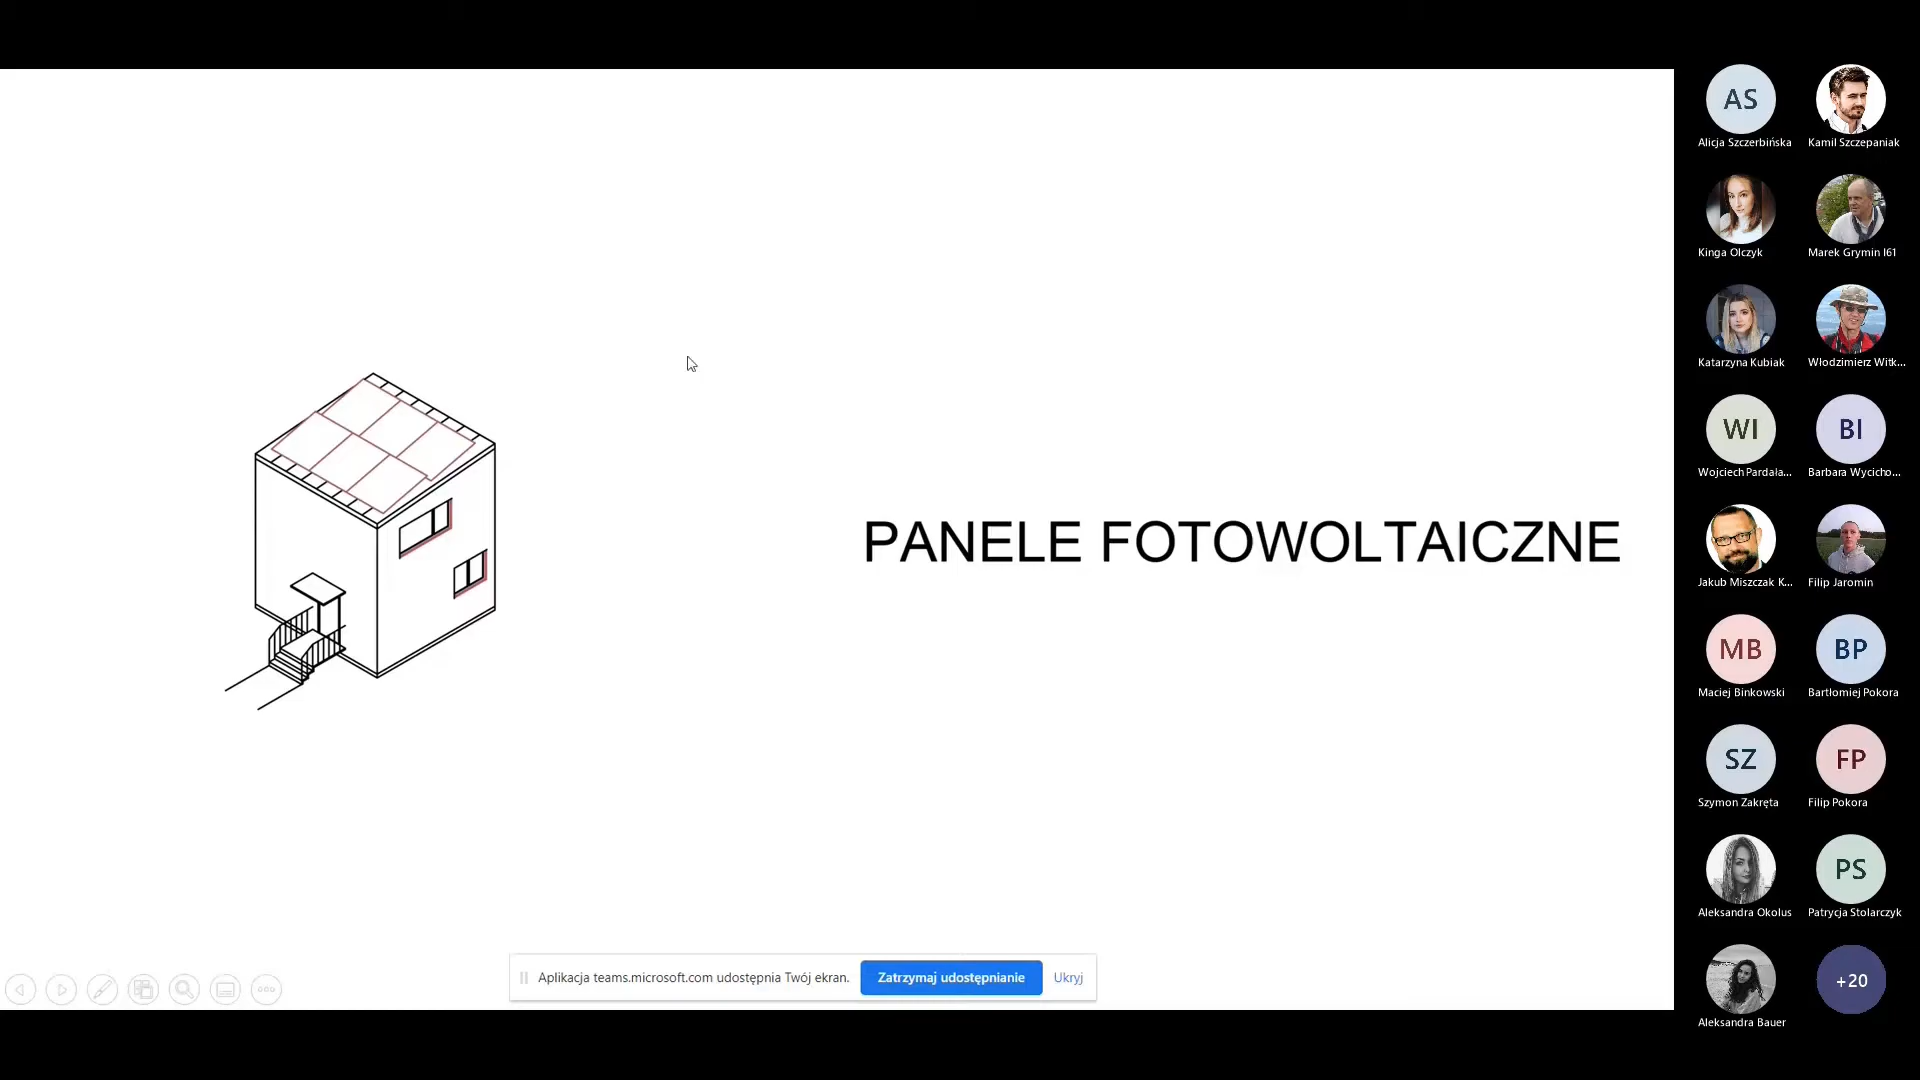 PANELE FOTOWOLTAICZNE
Aplikacja teams.microsoft.com udostępnia Twój ekran.
Zatrzymaj udostępnianie
Ukryj
AS
Alicja Szczerbińska
Kamil Szczepaniak
Kinga Olczyk
Marek Grymin I61
Katarzyna Kubiak
Włodzimierz Witk...
WI
Wojciech Pardała...
BI
Barbara Wycicho...
Jakub Miszczak K...
Filip Jaromin
MB
Maciej Binkowski
BP
Bartłomiej Pokora
SZ
Szymon Zakręta
FP
Filip Pokora
Aleksandra Okolus
PS
Patrycja Stolarczyk
Aleksandra Bauer
+20